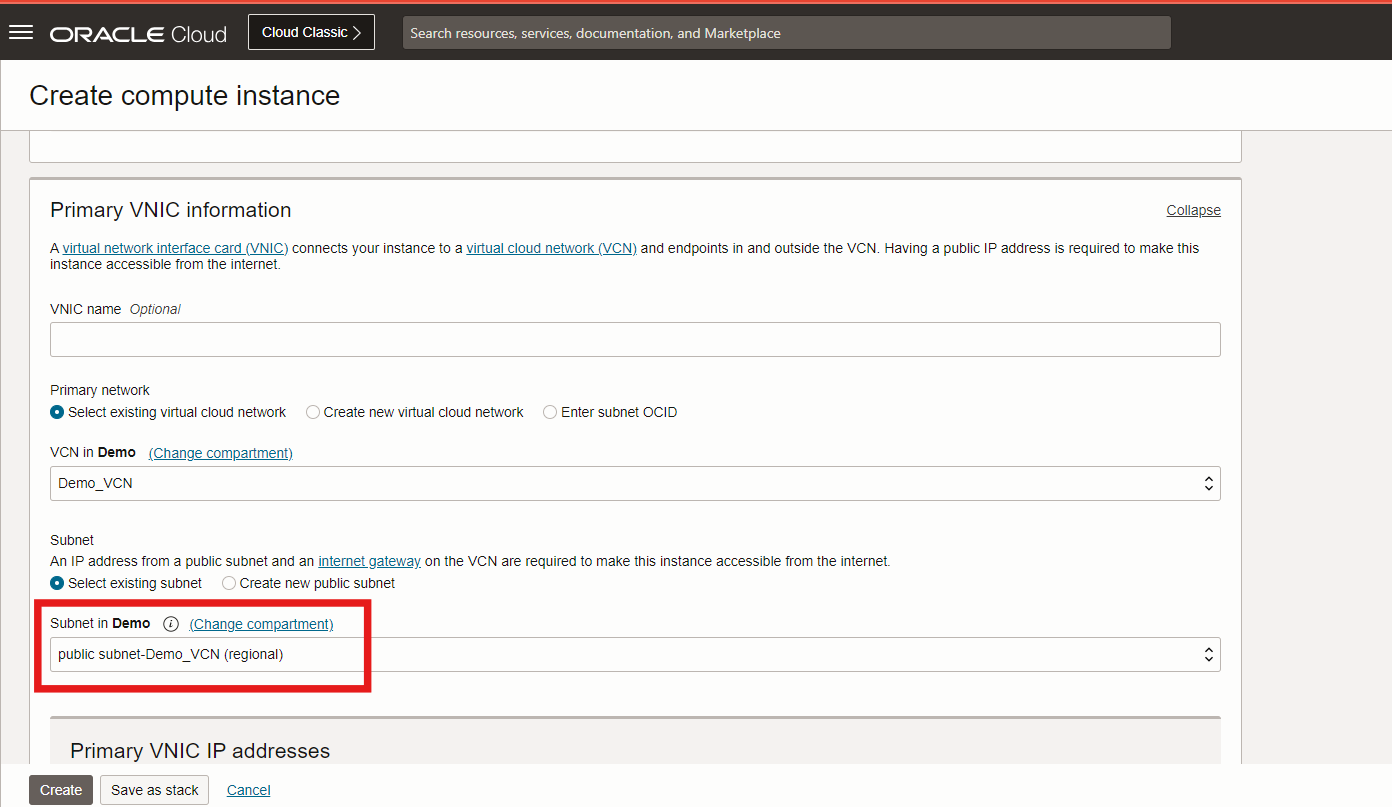 ORACLE Cloud
Cloud Classic
Search resources, services, documentation, and Marketplace
Create compute instance
Primary VNIC information
Collapse
A virtual network interface card (VNIC) connects your instance to a virtual cloud network (VCN) and endpoints in and outside the VCN. Having a public IP address is required to make this
instance accessible from the internet.
VNIC name Optional
Primary network
Select existing virtual cloud network Create new virtual cloud network Enter subnet OCID
VCN in Demo (Change compartment)
Demo_VCN
Subnet
An IP address from a public subnet and an internet gateway on the VCN are required to make this instance accessible from the internet.
Select existing subnet Create new public subnet
Subnet in Demo (Change compartment)
public subnet-Demo_VCN (regional)
Primary VNIC IP addresses
Create Save as stack Cancel